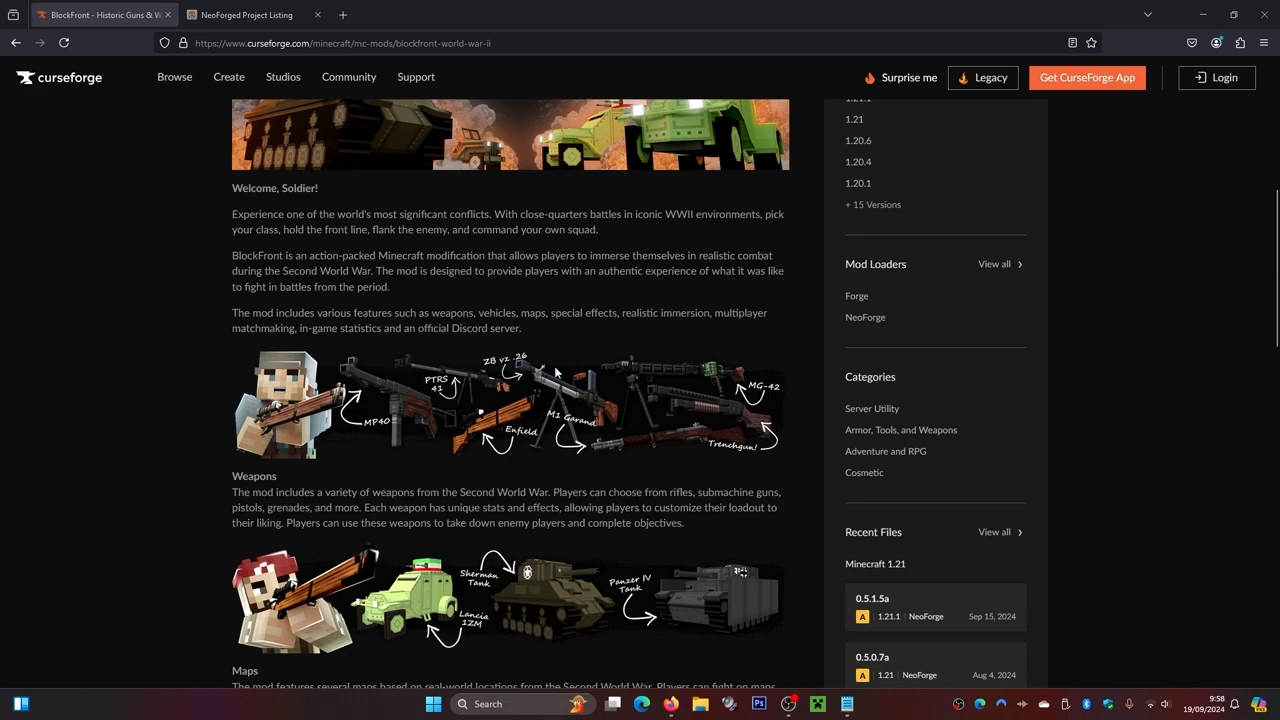 BlockFront - Historic Guns & W
NeoForged Project Listing
https://www.curseforge.com/minecraft/mc-mods/blockfront-world-war-ii
curseforge
Browse
Create
Studios
Community
Support
Surprise me
Legacy
Get CurseForge App
Login
Welcome, Soldier!
Experience one of the world's most significant conflicts. With close-quarters battles in iconic WWII environments, pick
your class, hold the front line, flank the enemy, and command your own squad.
BlockFront is an action-packed Minecraft modification that allows players to immerse themselves in realistic combat
during the Second World War. The mod is designed to provide players with an authentic experience of what it was like
to fight in battles from the period.
The mod includes various features such as weapons, vehicles, maps, special effects, realistic immersion, multiplayer
matchmaking, in-game statistics and an official Discord server.
MP40
PTRS
41
ZB vz .26
Enfield
M1 Garand
MG-42
Trenchgun!
Weapons
The mod includes a variety of weapons from the Second World War. Players can choose from rifles, submachine guns,
pistols, grenades, and more. Each weapon has unique stats and effects, allowing players to customize their loadout to
their liking. Players can use these weapons to take down enemy players and complete objectives.
Sherman
Tank
Lancia
1ZM
Panzer IV
Tank
Maps
The mod features several maps based on real-world locations from the Second World War. Players can fight on maps
1.21.1
1.21
1.20.6
1.20.4
1.20.1
+ 15 Versions
Mod Loaders
View all
Forge
NeoForge
Categories
Server Utility
Armor, Tools, and Weapons
Adventure and RPG
Cosmetic
Recent Files
View all
Minecraft 1.21
0.5.1.5a
A 1.21.1 NeoForge Sep 15, 2024
0.5.0.7a
A 1.21 NeoForge Aug 4, 2024
Search
9:58
19/09/2024